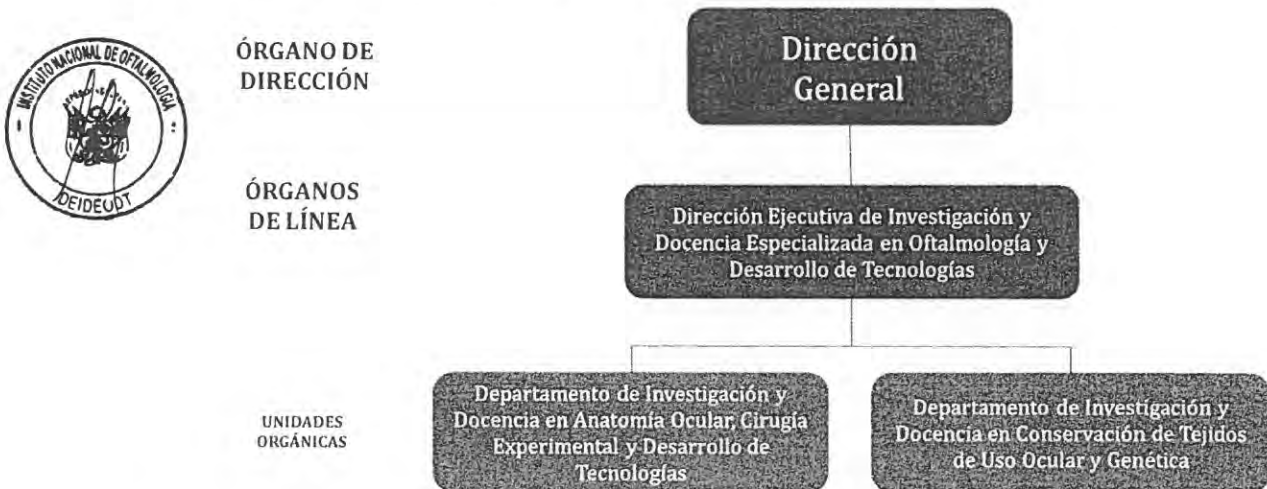 INSTITUTO NACIONAL DE OFTALMOLOGIA
DEIDEODT
ÓRGANO DE
DIRECCIÓN
Dirección
General
ÓRGANOS
DE LÍNEA
Dirección Ejecutiva de Investigación y
Docencia Especializada en Oftalmología y
Desarrollo de Tecnologías
UNIDADES
ORGÁNICAS
Departamento de Investigación y
Docencia en Anatomía Ocular, Cirugía
Experimental y Desarrollo de
Tecnologías
Departamento de Investigación y
Docencia en Conservación de Tejidos
de Uso Ocular y Genética